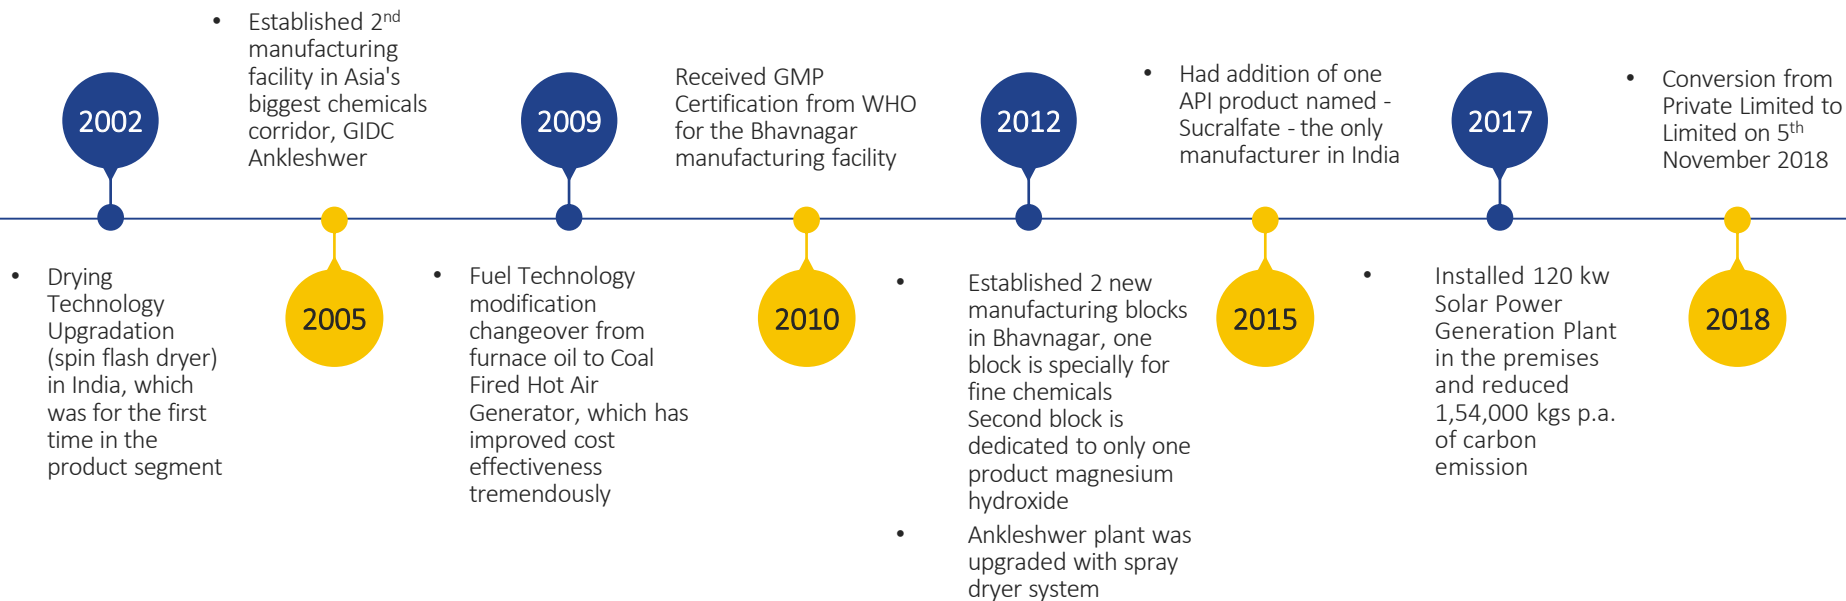 2002
• Drying
Technology
Upgradation
(spin flash dryer)
in India, which
was for the first
time in the
product segment
• Established 2nd
manufacturing
facility in Asia's
biggest chemicals
corridor, GIDC
Ankleshwer
2005
2009
• Fuel Technology
modification
changeover from
furnace oil to Coal
Fired Hot Air
Generator, which has
improved cost
effectiveness
tremendously
Received GMP
Certification from WHO
for the Bhavnagar
manufacturing facility
2010
2012
• Established 2 new
manufacturing blocks
in Bhavnagar, one
block is specially for
fine chemicals
Second block is
dedicated to only one
product magnesium
hydroxide
• Ankleshwer plant was
upgraded with spray
dryer system
• Had addition of one
API product named -
Sucralfate - the only
manufacturer in India
2015
2017
• Installed 120 kw
Solar Power
Generation Plant
in the premises
and reduced
1,54,000 kgs p.a.
of carbon
emission
• Conversion from
Private Limited to
Limited on 5th
November 2018
2018